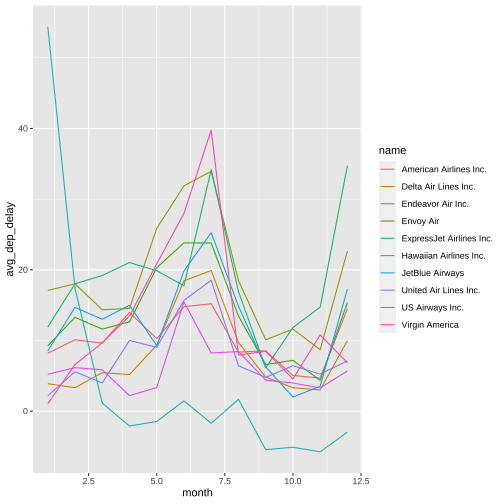 avg_dep_delay
40
20
0
2.5 5.0 7.5 10.0 12.5
month
name
American Airlines Inc.
Delta Air Lines Inc.
Endeavor Air Inc.
Envoy Air
ExpressJet Airlines Inc.
Hawaiian Airlines Inc.
JetBlue Airways
United Air Lines Inc.
US Airways Inc.
Virgin America